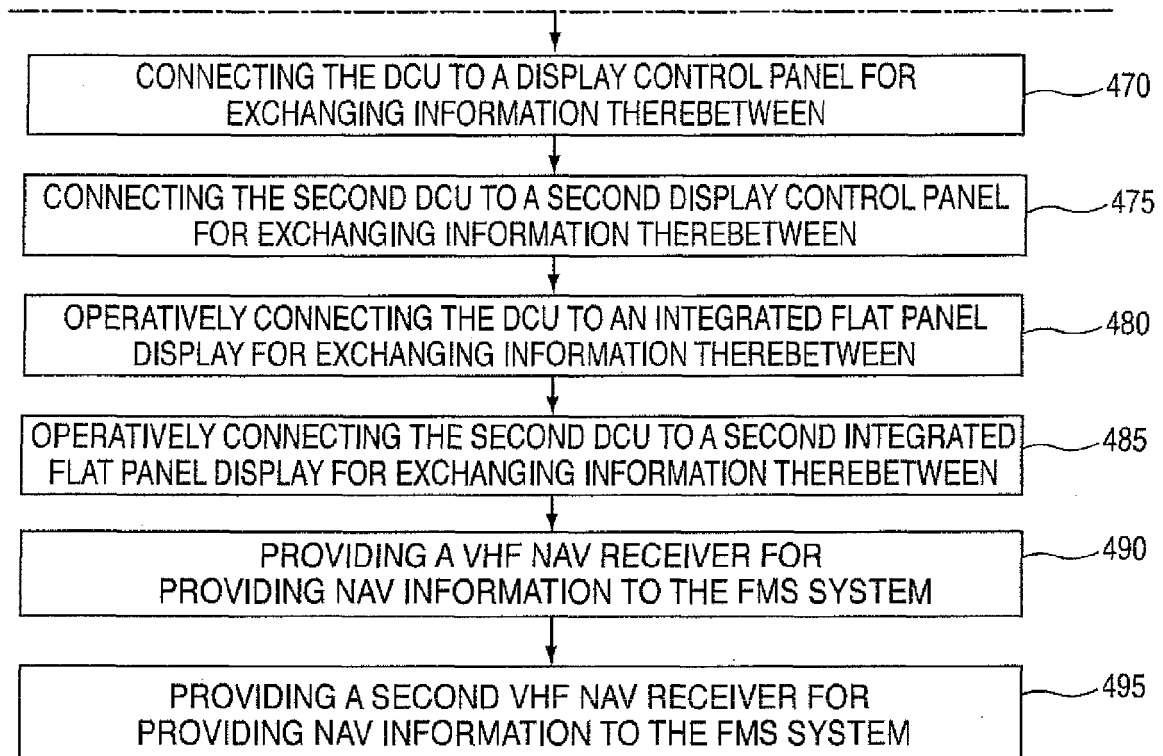 CONNECTING THE DCU TO A DISPLAY CONTROL PANEL FOR
EXCHANGING INFORMATION THEREBETWEEN
470
CONNECTING THE SECOND DCU TO A SECOND DISPLAY CONTROL PANEL
FOR EXCHANGING INFORMATION THEREBETWEEN
475
OPERATIVELY CONNECTING THE DCU TO AN INTEGRATED FLAT PANEL
DISPLAY FOR EXCHANGING INFORMATION THEREBETWEEN
480
OPERATIVELY CONNECTING THE SECOND DCU TO A SECOND INTEGRATED
FLAT PANEL DISPLAY FOR EXCHANGING INFORMATION THEREBETWEEN
485
PROVIDING A VHF NAV RECEIVER FOR
PROVIDING NAV INFORMATION TO THE FMS SYSTEM
490
PROVIDING A SECOND VHF NAV RECEIVER FOR
PROVIDING NAV INFORMATION TO THE FMS SYSTEM
495